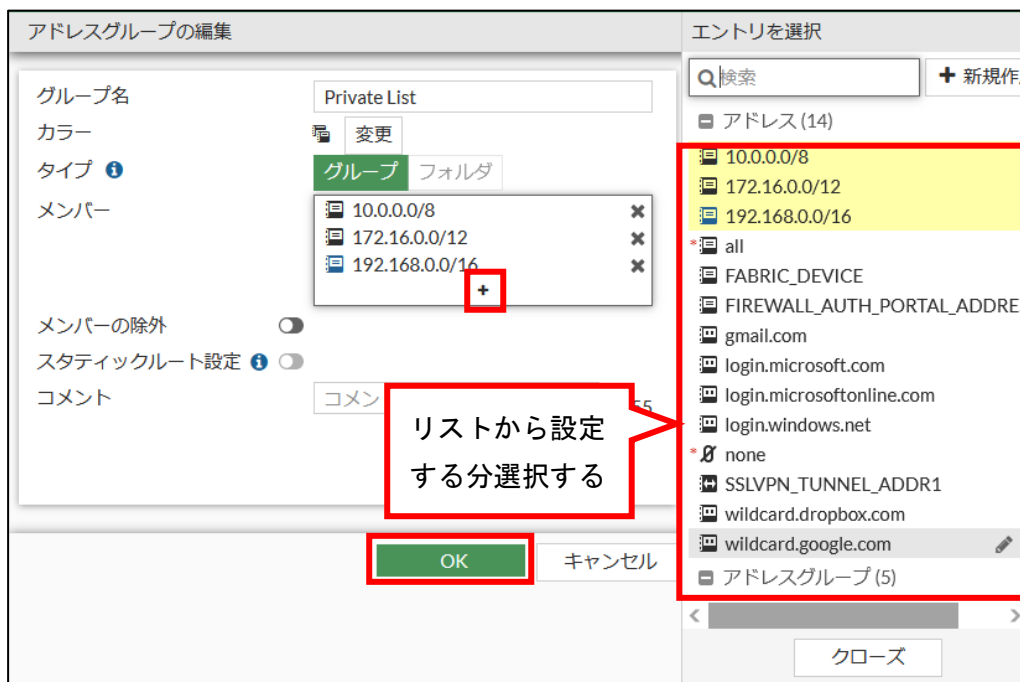 アドレスグループの編集
グループ名
Private List
カラー
変更
タイプ
グループ フォルダ
メンバー
10.0.0.0/8
172.16.0.0/12
192.168.0.0/16
メンバーの除外
スタティックルート設定
コメント
コメン
リストから設定
する分選択する
OK
キャンセル
エントリを選択
検索
新規作
アドレス (14)
10.0.0.0/8
172.16.0.0/12
192.168.0.0/16
* all
FABRIC_DEVICE
FIREWALL_AUTH_PORTAL_ADDRE
gmail.com
login.microsoft.com
login.microsoftonline.com
login.windows.net
* none
SSLVPN_TUNNEL_ADDR1
wildcard.dropbox.com
wildcard.google.com
アドレスグループ (5)
クローズ